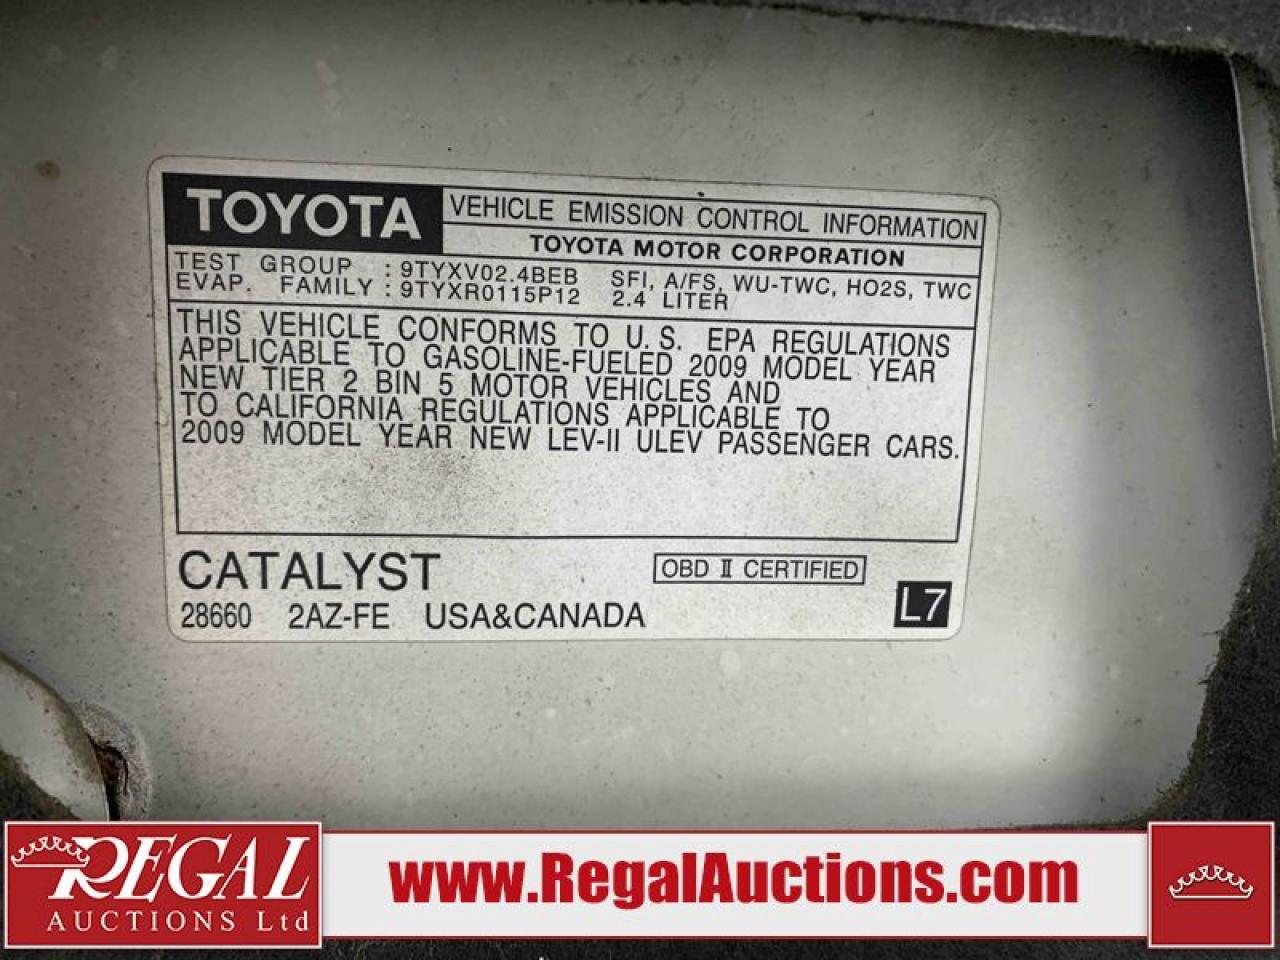 TOYOTA VEHICLE EMISSION CONTROL INFORMATION
TOYOTA MOTOR CORPORATION
TEST GROUP : 9TYXV02.4BEB SFI, A/FS, WU-TWC, HO2S, TWC
EVAP. FAMILY : 9TYXR0115P12 2.4 LITER
THIS VEHICLE CONFORMS TO U.S. EPA REGULATIONS
APPLICABLE TO GASOLINE-FUELED 2009 MODEL YEAR
NEW TIER 2 BIN 5 MOTOR VEHICLES AND
TO CALIFORNIA REGULATIONS APPLICABLE TO
2009 MODEL YEAR NEW LEV-II ULEV PASSENGER CARS.
CATALYST OBD II CERTIFIED
28660 2AZ-FE USA&CANADA L7
REGAL
AUCTIONS Ltd
www.RegalAuctions.com